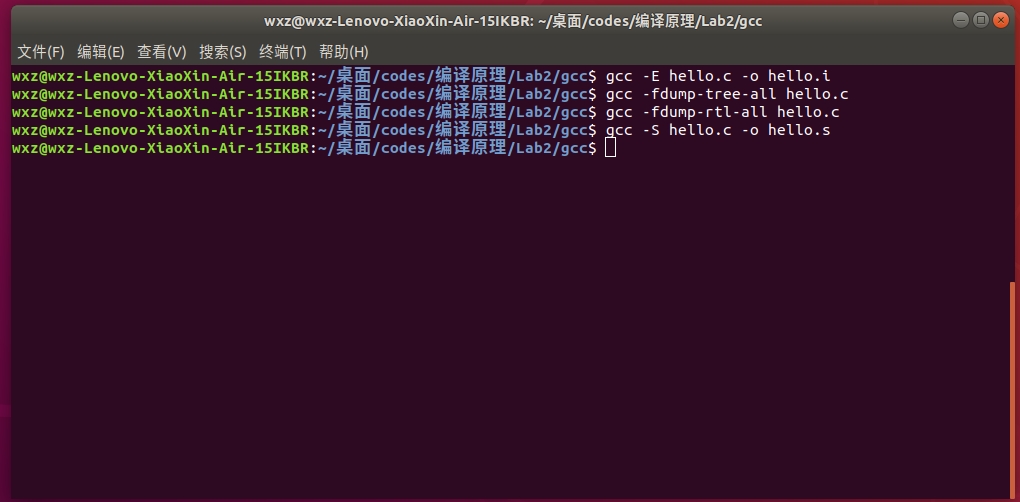 wxz@wxz-Lenovo-XiaoXin-Air-15IKBR: ~/桌面/codes/编译原理/Lab2/gcc
文件(F) 编辑(E) 查看(V) 搜索(S) 终端(T) 帮助(H)
wxz@wxz-Lenovo-XiaoXin-Air-15IKBR:~/桌面/codes/编译原理/Lab2/gcc$ gcc -E hello.c -o hello.i
wxz@wxz-Lenovo-XiaoXin-Air-15IKBR:~/桌面/codes/编译原理/Lab2/gcc$ gcc -fdump-tree-all hello.c
wxz@wxz-Lenovo-XiaoXin-Air-15IKBR:~/桌面/codes/编译原理/Lab2/gcc$ gcc -fdump-rtl-all hello.c
wxz@wxz-Lenovo-XiaoXin-Air-15IKBR:~/桌面/codes/编译原理/Lab2/gcc$ gcc -S hello.c -o hello.s
wxz@wxz-Lenovo-XiaoXin-Air-15IKBR:~/桌面/codes/编译原理/Lab2/gcc$